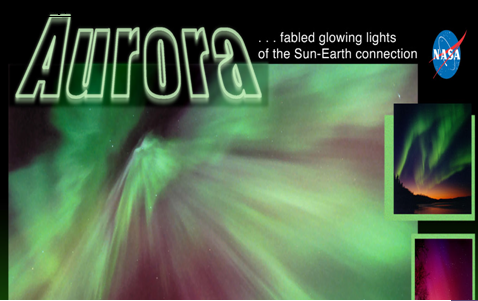 Aurora
. . . fabled glowing lights
of the Sun-Earth connection
NASA